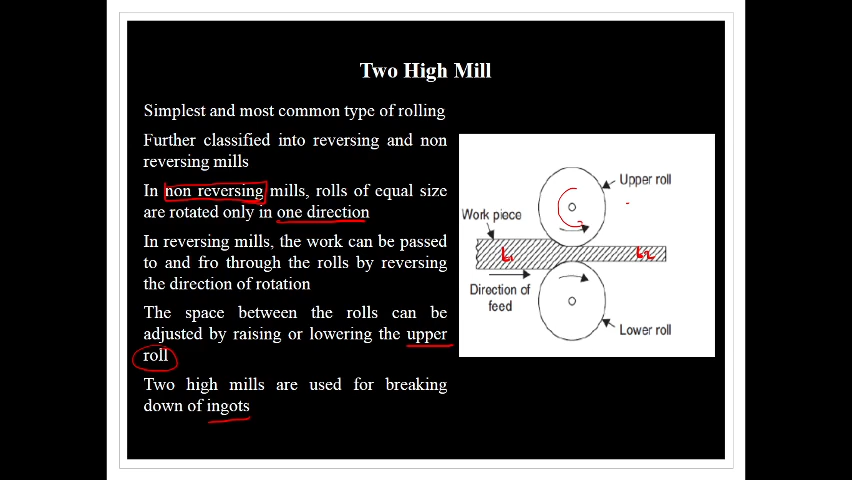 Two High Mill
Simplest and most common type of rolling
Further classified into reversing and non
reversing mills
In non reversing mills, rolls of equal size
are rotated only in one direction
In reversing mills, the work can be passed
to and fro through the rolls by reversing
the direction of rotation
The space between the rolls can be
adjusted by raising or lowering the upper
roll
Two high mills are used for breaking
down of ingots
Upper roll
Work piece
Direction of
feed
Lower roll